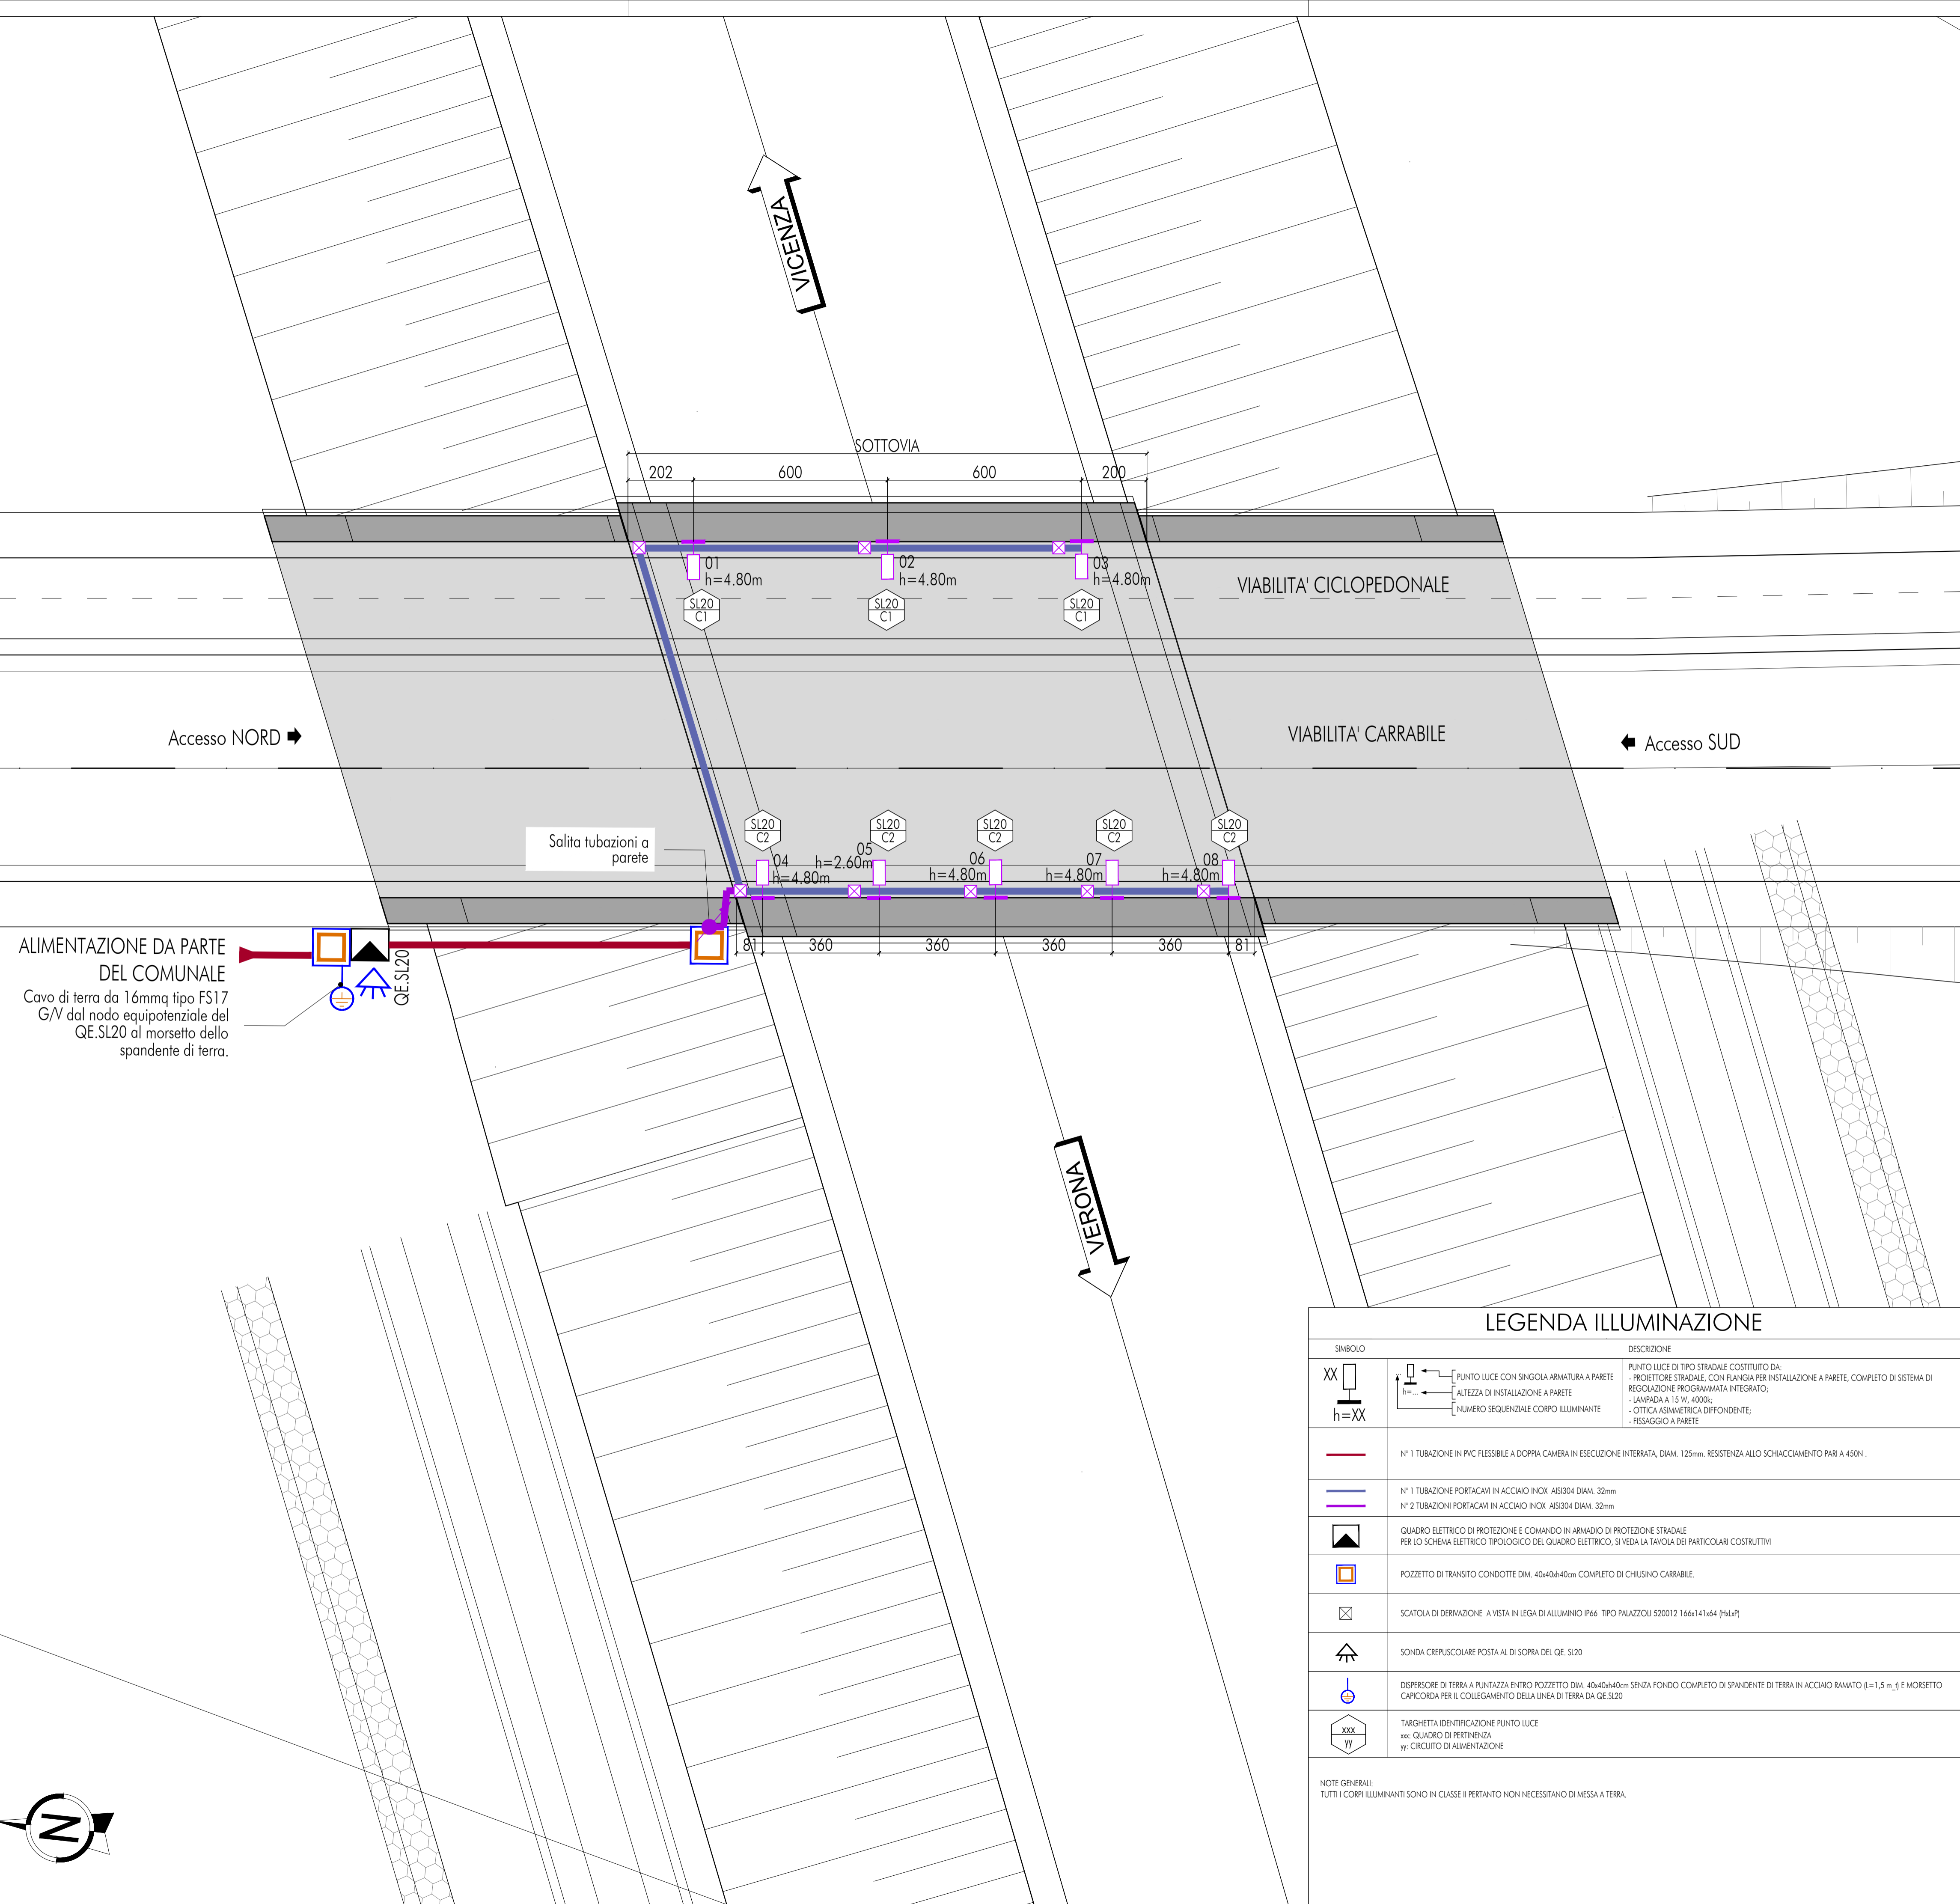 VICENZA
SOTTOVIA
202 600 600 200
01
h=4.80m
02
h=4.80m
03
h=4.80m
SL20
C1
SL20
C1
SL20
C1
VIABILITA' CICLOPEDONALE
Accesso NORD
VIABILITA' CARRABILE
Accesso SUD
Salita tubazioni a
parete
SL20
C2
SL20
C2
SL20
C2
SL20
C2
SL20
C2
04
h=4.80m
05
h=2.60m
06
h=4.80m
07
h=4.80m
08
h=4.80m
81 360 360 360 360 81
ALIMENTAZIONE DA PARTE
DEL COMUNALE
Cavo di terra da 16mmq tipo FS17
G/V dal nodo equipotenziale del
QE.SL20 al morsetto dello
spandente di terra.
QE.SL20
VERONA
N
LEGENDA ILLUMINAZIONE
SIMBOLO DESCRIZIONE
XX
h=XX
h=...
PUNTO LUCE CON SINGOLA ARMATURA A PARETE
ALTEZZA DI INSTALLAZIONE A PARETE
NUMERO SEQUENZIALE CORPO ILLUMINANTE
PUNTO LUCE DI TIPO STRADALE COSTITUITO DA:
- PROIETTORE STRADALE, CON FLANGIA PER INSTALLAZIONE A PARETE, COMPLETO DI SISTEMA DI
REGOLAZIONE PROGRAMMATA INTEGRATO;
- LAMPADA A 15 W, 4000k;
- OTTICA ASIMMETRICA DIFFONDENTE;
- FISSAGGIO A PARETE
N° 1 TUBAZIONE IN PVC FLESSIBILE A DOPPIA CAMERA IN ESECUZIONE INTERRATA, DIAM. 125mm. RESISTENZA ALLO SCHIACCIAMENTO PARI A 450N .
N° 1 TUBAZIONE PORTACAVI IN ACCIAIO INOX AISI304 DIAM. 32mm
N° 2 TUBAZIONI PORTACAVI IN ACCIAIO INOX AISI304 DIAM. 32mm
QUADRO ELETTRICO DI PROTEZIONE E COMANDO IN ARMADIO DI PROTEZIONE STRADALE
PER LO SCHEMA ELETTRICO TIPOLOGICO DEL QUADRO ELETTRICO, SI VEDA LA TAVOLA DEI PARTICOLARI COSTRUTTIVI
POZZETTO DI TRANSITO CONDOTTE DIM. 40x40xh40cm COMPLETO DI CHIUSINO CARRABILE.
SCATOLA DI DERIVAZIONE A VISTA IN LEGA DI ALLUMINIO IP66 TIPO PALAZZOLI 520012 166x141x64 (HxLxP)
SONDA CREPUSCOLARE POSTA AL DI SOPRA DEL QE. SL20
DISPERSORE DI TERRA A PUNTAZZA ENTRO POZZETTO DIM. 40x40xh40cm SENZA FONDO COMPLETO DI SPANDENTE DI TERRA IN ACCIAIO RAMATO (L=1,5 m_t) E MORSETTO
CAPICORDA PER IL COLLEGAMENTO DELLA LINEA DI TERRA DA QE.SL20
xxx
yy
TARGHETTA IDENTIFICAZIONE PUNTO LUCE
xxx: QUADRO DI PERTINENZA
yy: CIRCUITO DI ALIMENTAZIONE
NOTE GENERALI:
TUTTI I CORPI ILLUMINANTI SONO IN CLASSE II PERTANTO NON NECESSITANO DI MESSA A TERRA.